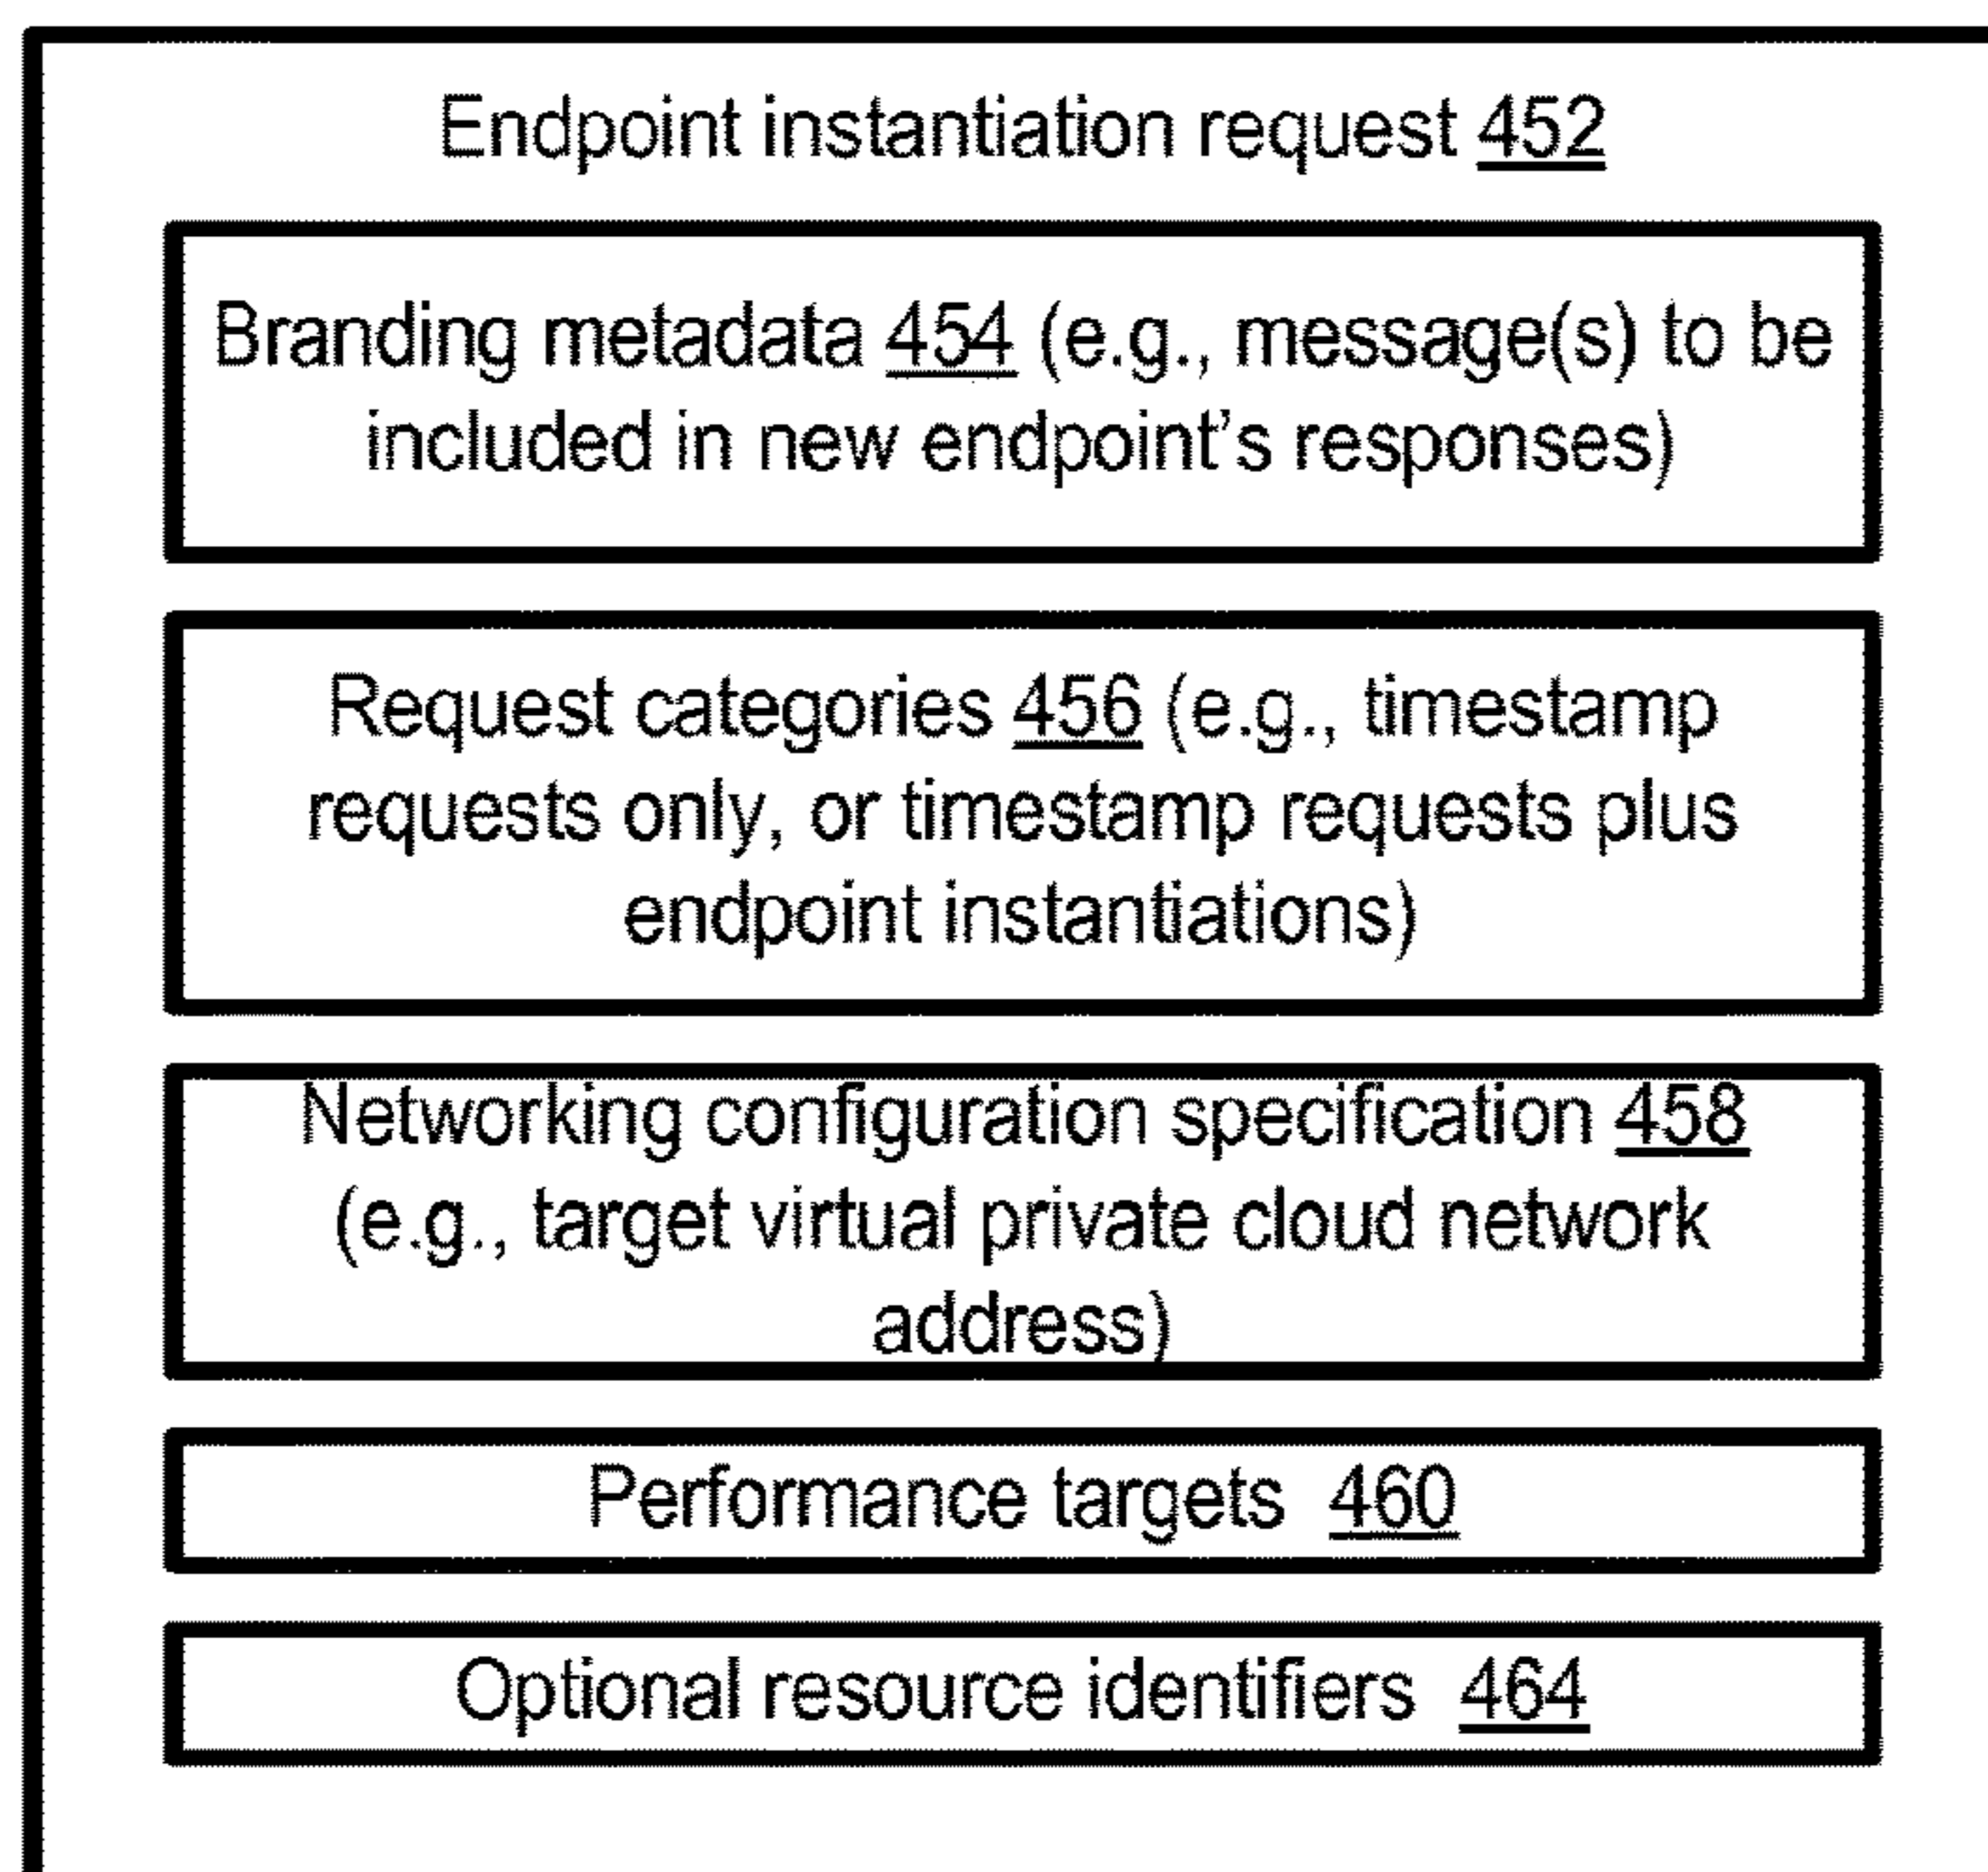 Endpoint instantiation request 452
Branding metadata 454 (e.g., message(s) to be
included in new endpoint's responses)
Request categories 456 (e.g., timestamp
requests only, or timestamp requests plus
endpoint instantiations)
Networking configuration specification 458
(e.g., target virtual private cloud network
address)
Performance targets 460
Optional resource identifiers 464